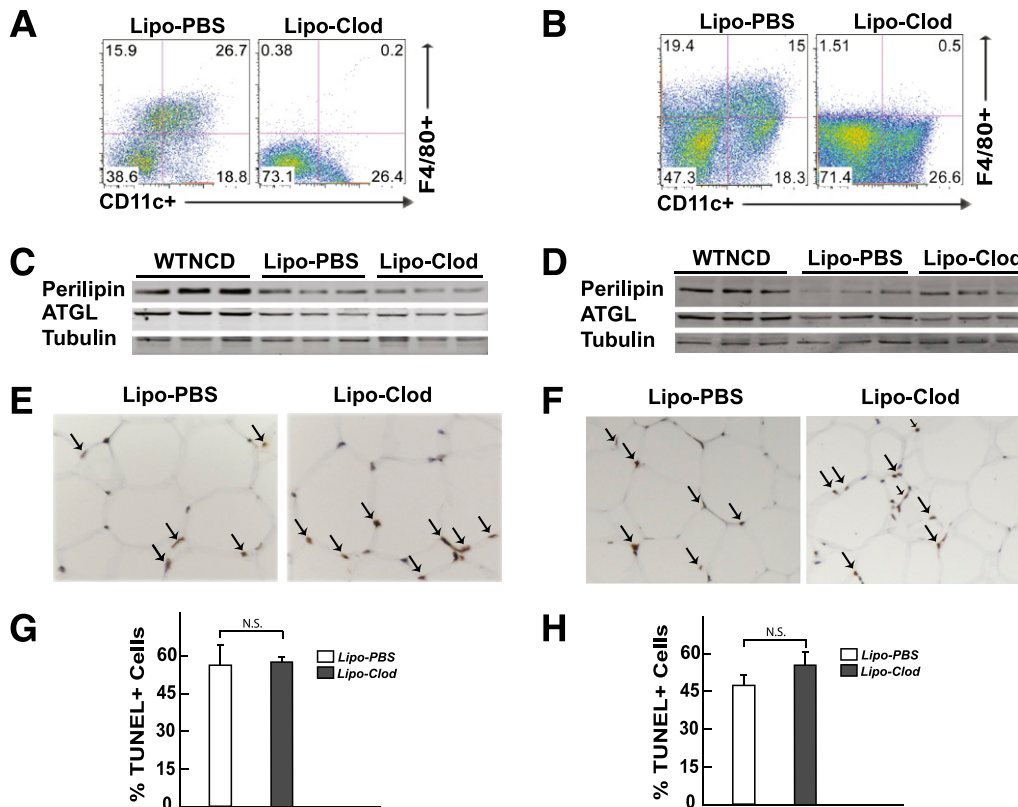 A
Lipo-PBS Lipo-Clod
15.9 26.7 0.38 0.2
38.6 18.8 73.1 26.4
F4/80+
CD11c+
B
Lipo-PBS Lipo-Clod
19.4 15 1.51 0.5
47.3 18.3 71.4 26.6
F4/80+
CD11c+
C
WTNCD Lipo-PBS Lipo-Clod
Perilipin
ATGL
Tubulin
D
WTNCD Lipo-PBS Lipo-Clod
Perilipin
ATGL
Tubulin
E
Lipo-PBS Lipo-Clod
F
Lipo-PBS Lipo-Clod
G
% TUNEL+ Cells
60
45
30
15
0
N.S.
Lipo-PBS
Lipo-Clod
H
% TUNEL+ Cells
60
45
30
15
0
N.S.
Lipo-PBS
Lipo-Clod